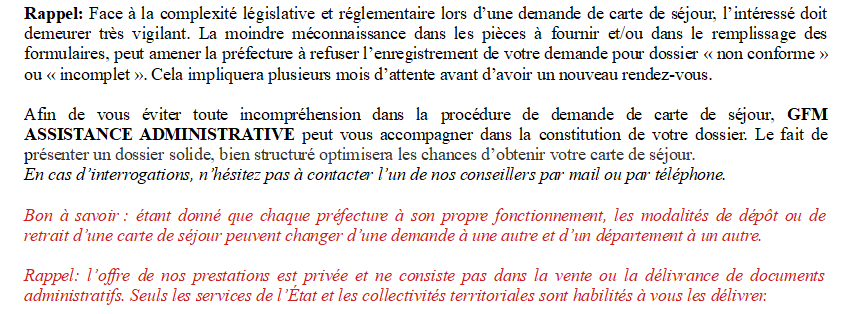 Rappel: Face à la complexité législative et réglementaire lors d’une demande de carte de séjour, l’intéressé doit
demeurer très vigilant. La moindre méconnaissance dans les pièces à fournir et/ou dans le remplissage des
formulaires, peut amener la préfecture à refuser l’enregistrement de votre demande pour dossier « non conforme »
ou « incomplet ». Cela impliquera plusieurs mois d’attente avant d’avoir un nouveau rendez-vous.
Afin de vous éviter toute incompréhension dans la procédure de demande de carte de séjour, GFM
ASSISTANCE ADMINISTRATIVE peut vous accompagner dans la constitution de votre dossier. Le fait de
présenter un dossier solide, bien structuré optimisera les chances d’obtenir votre carte de séjour.
En cas d’interrogations, n’hésitez pas à contacter l’un de nos conseillers par mail ou par téléphone.
Bon à savoir : étant donné que chaque préfecture à son propre fonctionnement, les modalités de dépôt ou de
retrait d’une carte de séjour peuvent changer d’une demande à une autre et d’un département à un autre.
Rappel: l’offre de nos prestations est privée et ne consiste pas dans la vente ou la délivrance de documents
administratifs. Seuls les services de l’État et les collectivités territoriales sont habilités à vous les délivrer.